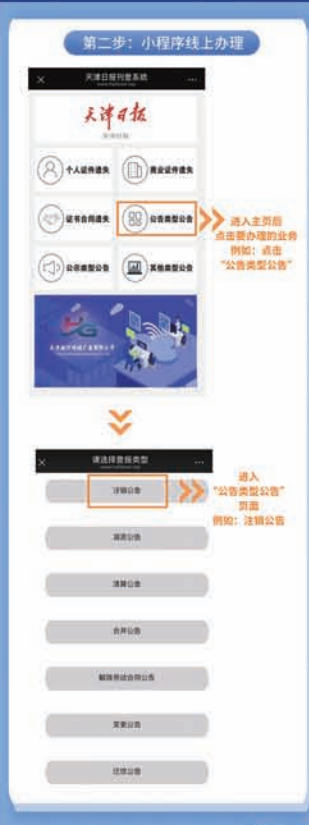 第二步：小程序线上办理
天津日报刊登系统
天津日报
个人证件遗失
商业证件遗失
证书合同遗失
公告类型公告
公示类型公告
其他类型公告
进入主页后
点击要办理的业务
例如：点击
“公告类型公告”
请选择登报类型
注销公告
减资公告
清算公告
合并公告
解除劳动合同公告
变更公告
迁坟公告
进入
“公告类型公告”
页面
例如：注销公告